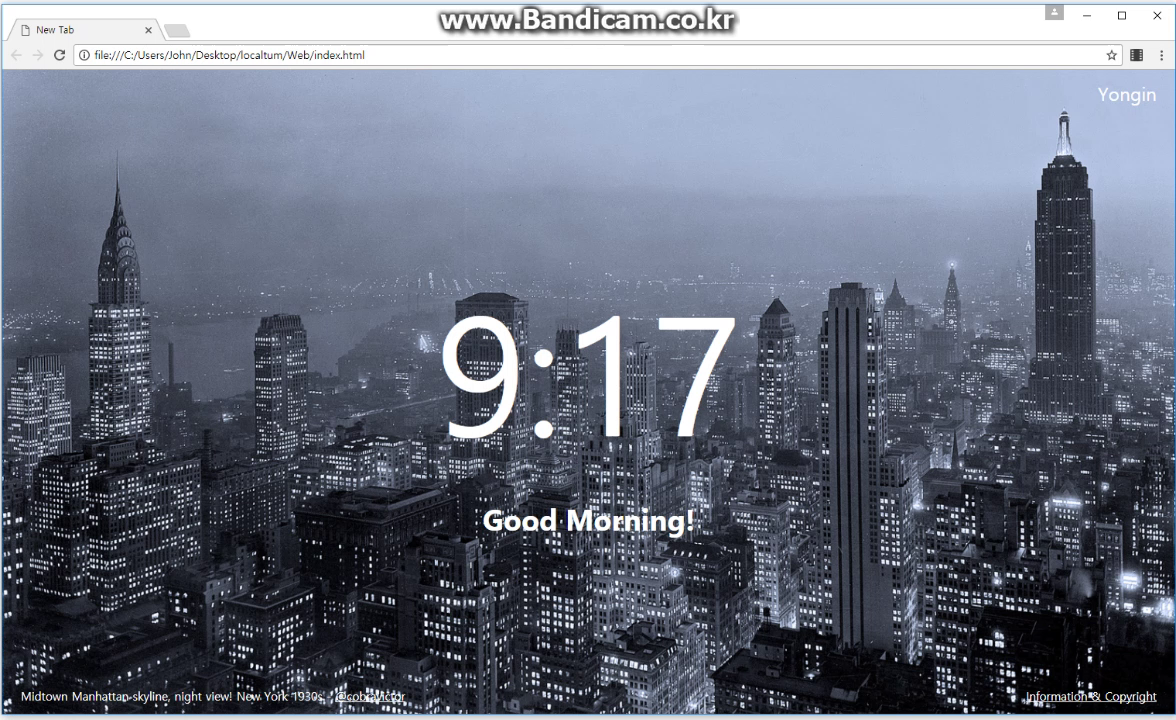 www.Bandicam.co.kr
New Tab
file:///C:/Users/John/Desktop/localtum/Web/index.html
Yongin
9:17
Good Morning!
Midtown Manhattan-skyline, night view! New York 1930s. @cobravictor
Information & Copyright